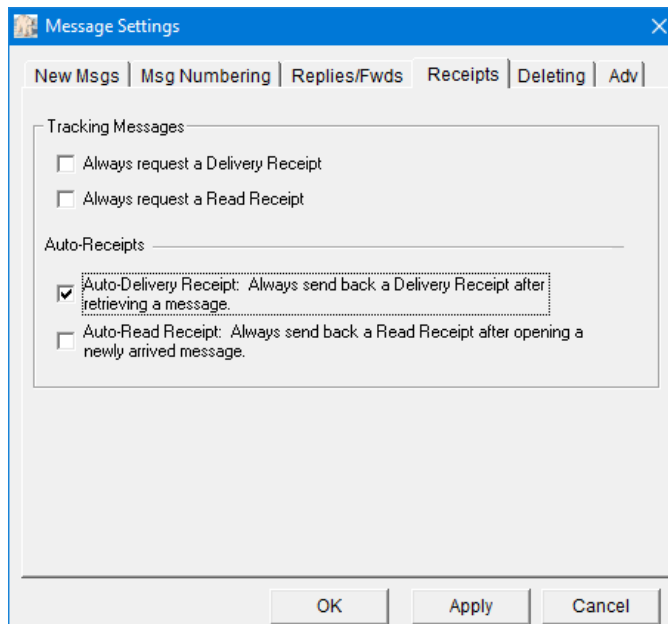 Message Settings
New Msgs Msg Numbering Replies/Fwds Receipts Deleting Adv
Tracking Messages
Always request a Delivery Receipt
Always request a Read Receipt
Auto-Receipts
Auto-Delivery Receipt: Always send back a Delivery Receipt after
retrieving a message.
Auto-Read Receipt: Always send back a Read Receipt after opening a
newly arrived message.
OK Apply Cancel